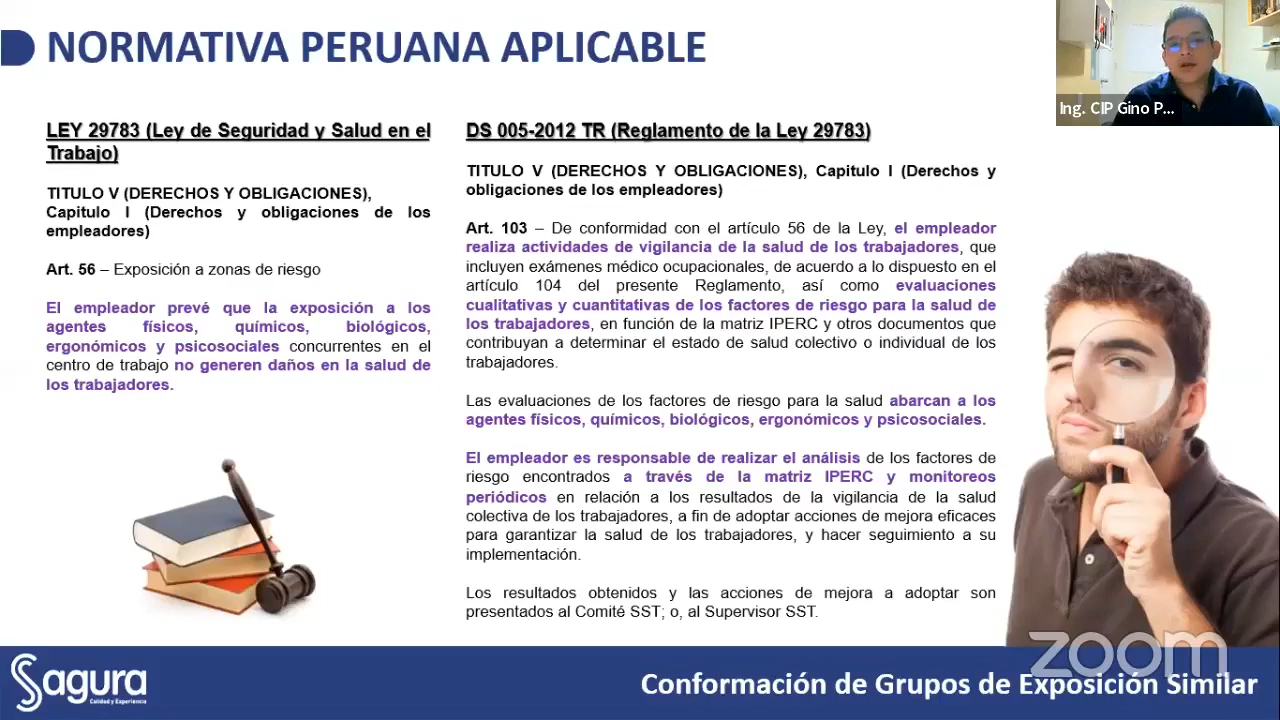 NORMATIVA PERUANA APLICABLE
Ing. CIP Gino P...
LEY 29783 (Ley de Seguridad y Salud en el
Trabajo)
TITULO V (DERECHOS Y OBLIGACIONES),
Capitulo I (Derechos y obligaciones de los
empleadores)
Art. 56 – Exposición a zonas de riesgo
El empleador prevé que la exposición a los
agentes físicos, químicos, biológicos,
ergonómicos y psicosociales concurrentes en el
centro de trabajo no generen daños en la salud de
los trabajadores.
DS 005-2012 TR (Reglamento de la Ley 29783)
TITULO V (DERECHOS Y OBLIGACIONES), Capitulo I (Derechos y
obligaciones de los empleadores)
Art. 103 – De conformidad con el artículo 56 de la Ley, el empleador
realiza actividades de vigilancia de la salud de los trabajadores, que
incluyen exámenes médico ocupacionales, de acuerdo a lo dispuesto en el
artículo 104 del presente Reglamento, así como evaluaciones
cualitativas y cuantitativas de los factores de riesgo para la salud de
los trabajadores, en función de la matriz IPERC y otros documentos que
contribuyan a determinar el estado de salud colectivo o individual de los
trabajadores.
Las evaluaciones de los factores de riesgo para la salud abarcan a los
agentes físicos, químicos, biológicos, ergonómicos y psicosociales.
El empleador es responsable de realizar el análisis de los factores de
riesgo encontrados a través de la matriz IPERC y monitoreos
periódicos en relación a los resultados de la vigilancia de la salud
colectiva de los trabajadores, a fin de adoptar acciones de mejora eficaces
para garantizar la salud de los trabajadores, y hacer seguimiento a su
implementación.
Los resultados obtenidos y las acciones de mejora a adoptar son
presentados al Comité SST; o, al Supervisor SST.
zoom
Sagura
Calidad y Experiencia
Conformación de Grupos de Exposición Similar